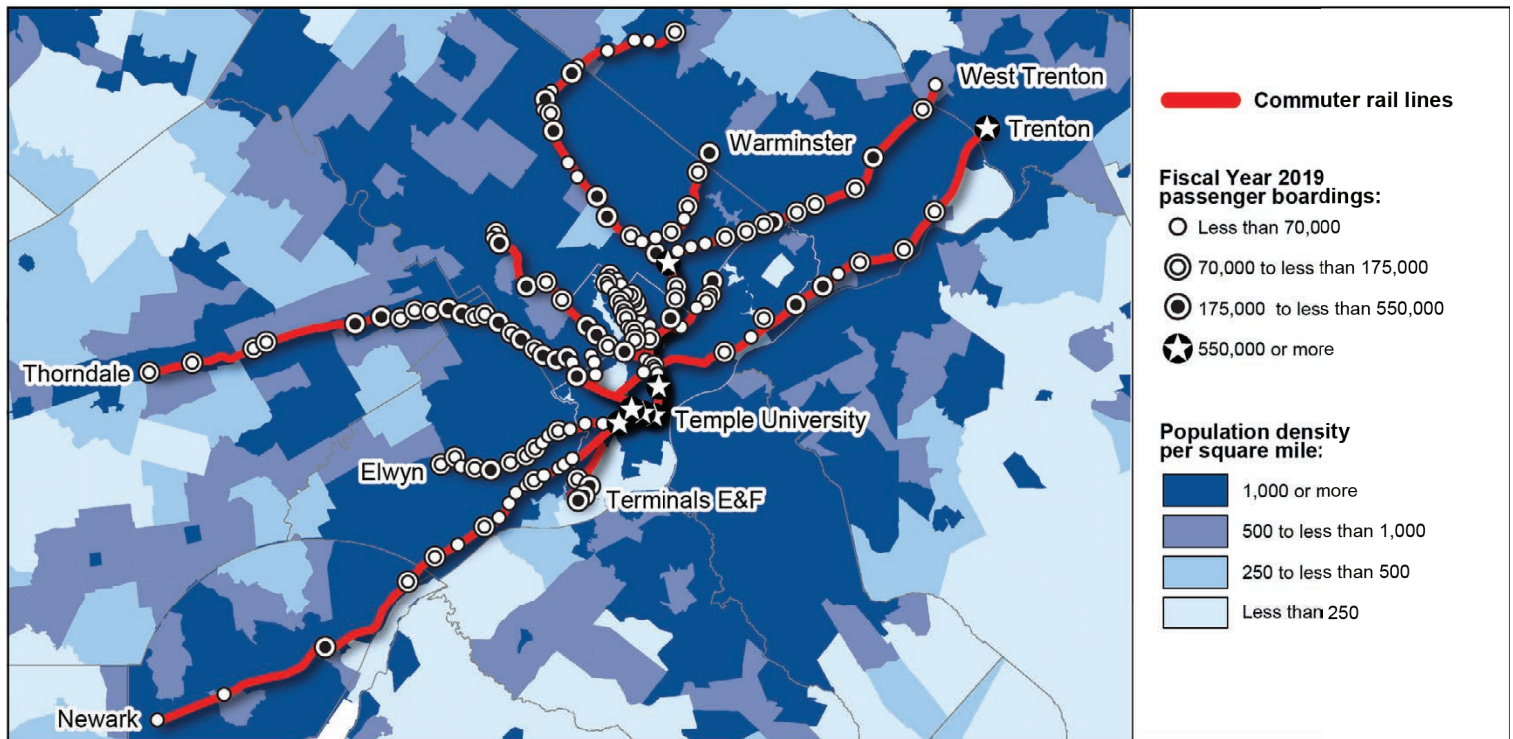 West Trenton
Trenton
Warminster
Thorndale
Temple University
Elwyn
Terminals E&F
Newark
Commuter rail lines
Fiscal Year 2019
passenger boardings:
Less than 70,000
70,000 to less than 175,000
175,000 to less than 550,000
550,000 or more
Population density
per square mile:
1,000 or more
500 to less than 1,000
250 to less than 500
Less than 250